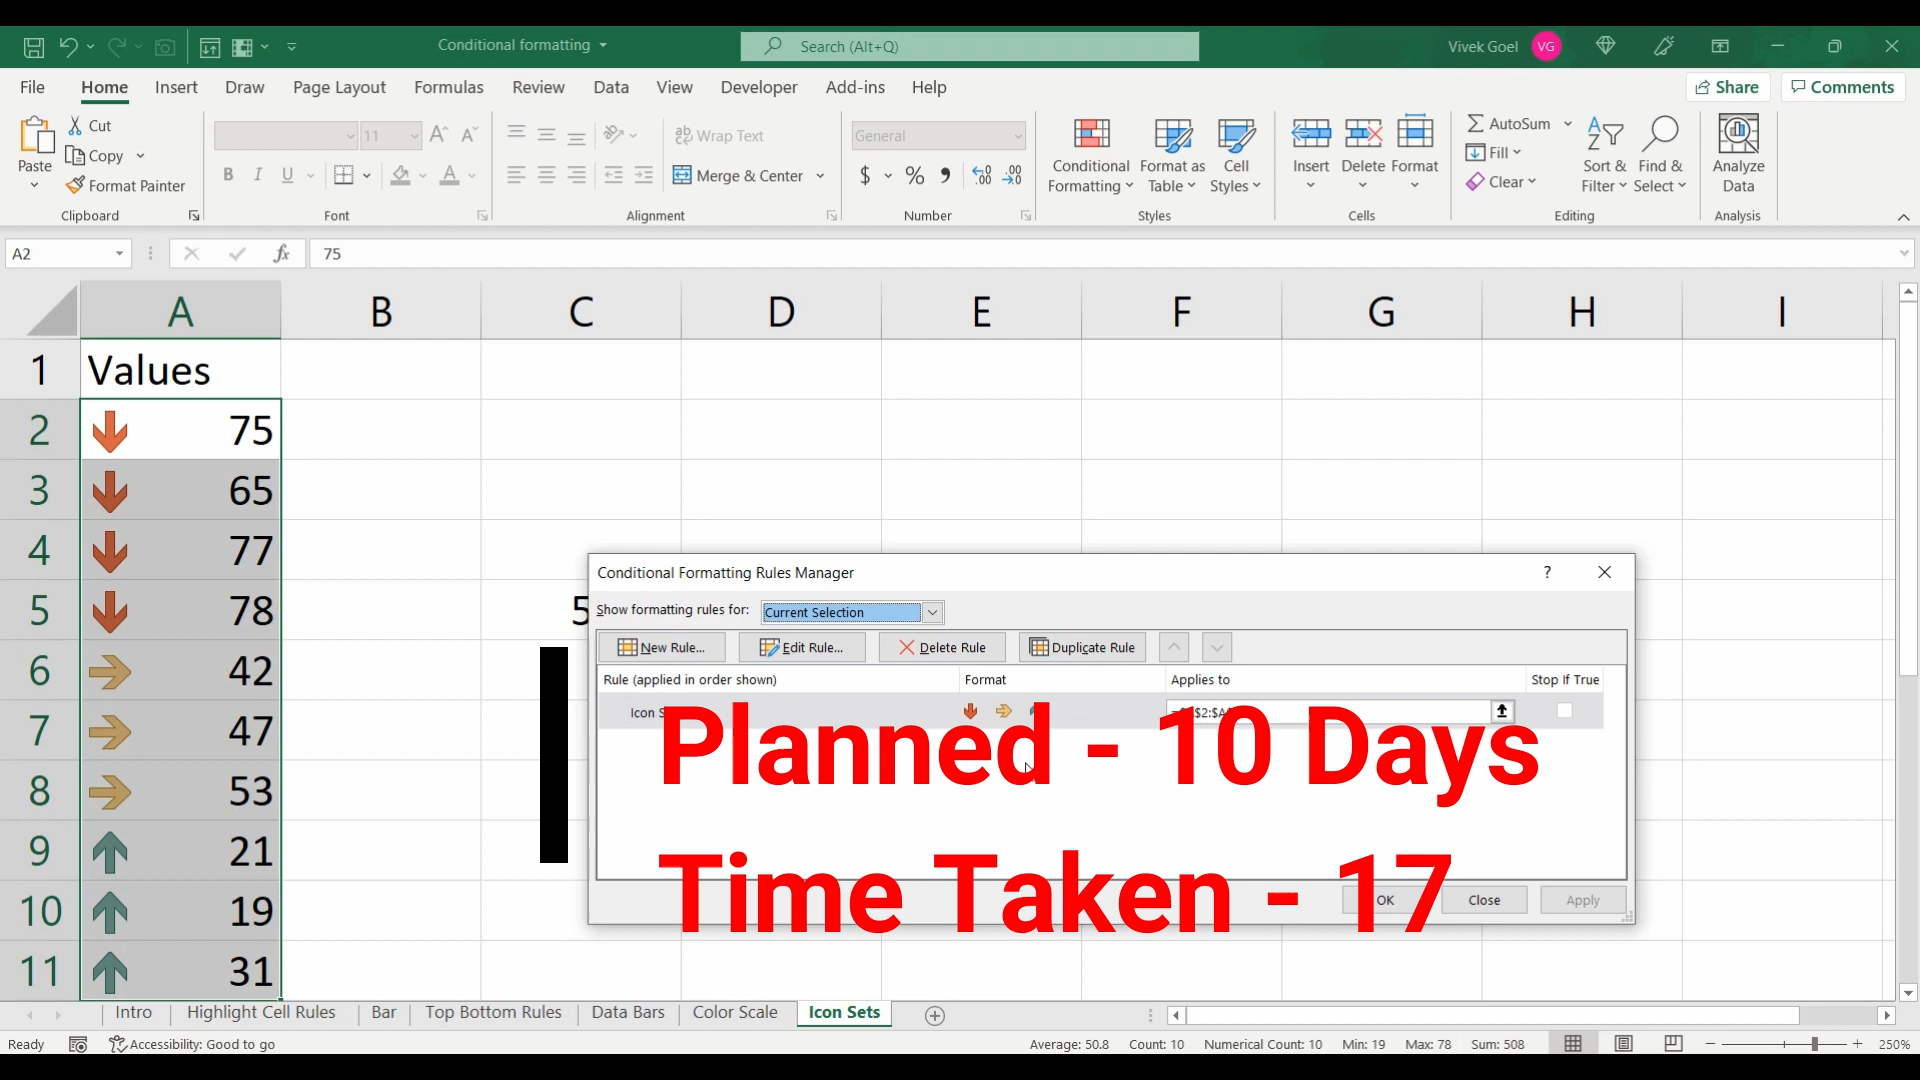 Conditional formatting
Search (Alt+Q)
Vivek Goel
VG
File Home Insert Draw Page Layout Formulas Review Data View Developer Add-ins Help
Share
Comments
Paste
Cut
Copy
Format Painter
Clipboard
11
B I U
Font
Wrap Text
Merge & Center
Alignment
General
Number
Conditional Formatting
Format as Table
Cell Styles
Styles
Insert
Delete
Format
Cells
AutoSum
Fill
Clear
Sort & Filter
Find & Select
Editing
Analyze Data
Analysis
A2
fx
75
A B C D E F G H I
1 Values
2 75
3 65
4 77
5 78 5
6 42
7 47
8 53
9 21
10 19
11 31
Conditional Formatting Rules Manager
?
Show formatting rules for: Current Selection
New Rule... Edit Rule... Delete Rule Duplicate Rule
Rule (applied in order shown) Format Applies to Stop If True
Icon
Planned - 10 Days
Time Taken - 17
OK Close Apply
Intro Highlight Cell Rules Bar Top Bottom Rules Data Bars Color Scale Icon Sets
Ready Accessibility: Good to go Average: 50.8 Count: 10 Numerical Count: 10 Min: 19 Max: 78 Sum: 508 250%